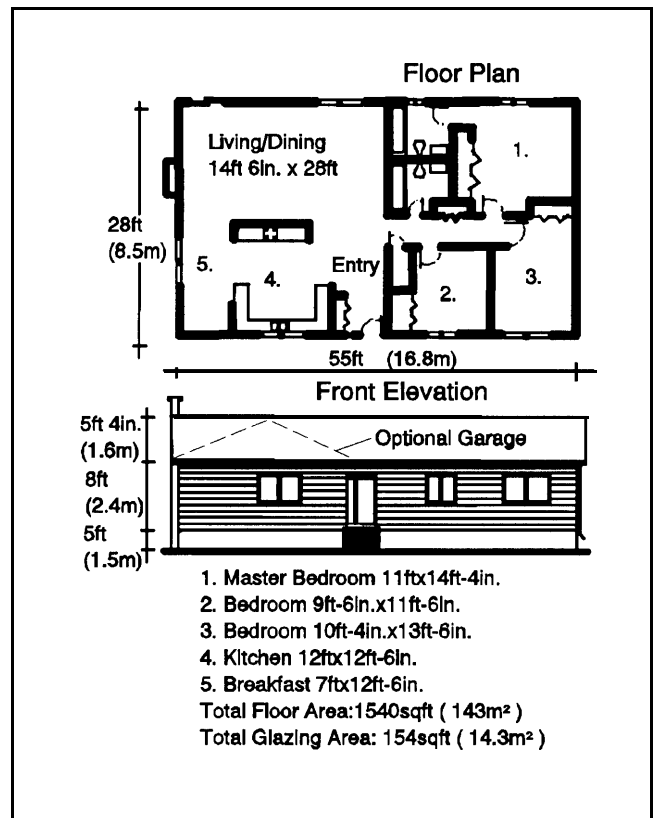 Floor Plan
Living/Dining
14ft 6in. x 28ft
1.
28ft
(8.5m)
5.
4.
Entry
2.
3.
55ft (16.8m)
Front Elevation
5ft 4in.
(1.6m)
Optional Garage
8ft
(2.4m)
5ft
(1.5m)
1. Master Bedroom 11ftx14ft-4in.
2. Bedroom 9ft-6in.x11ft-6in.
3. Bedroom 10ft-4in.x13ft-6in.
4. Kitchen 12ftx12ft-6in.
5. Breakfast 7ftx12ft-6in.
Total Floor Area:1540sqft ( 143m² )
Total Glazing Area: 154sqft ( 14.3m² )